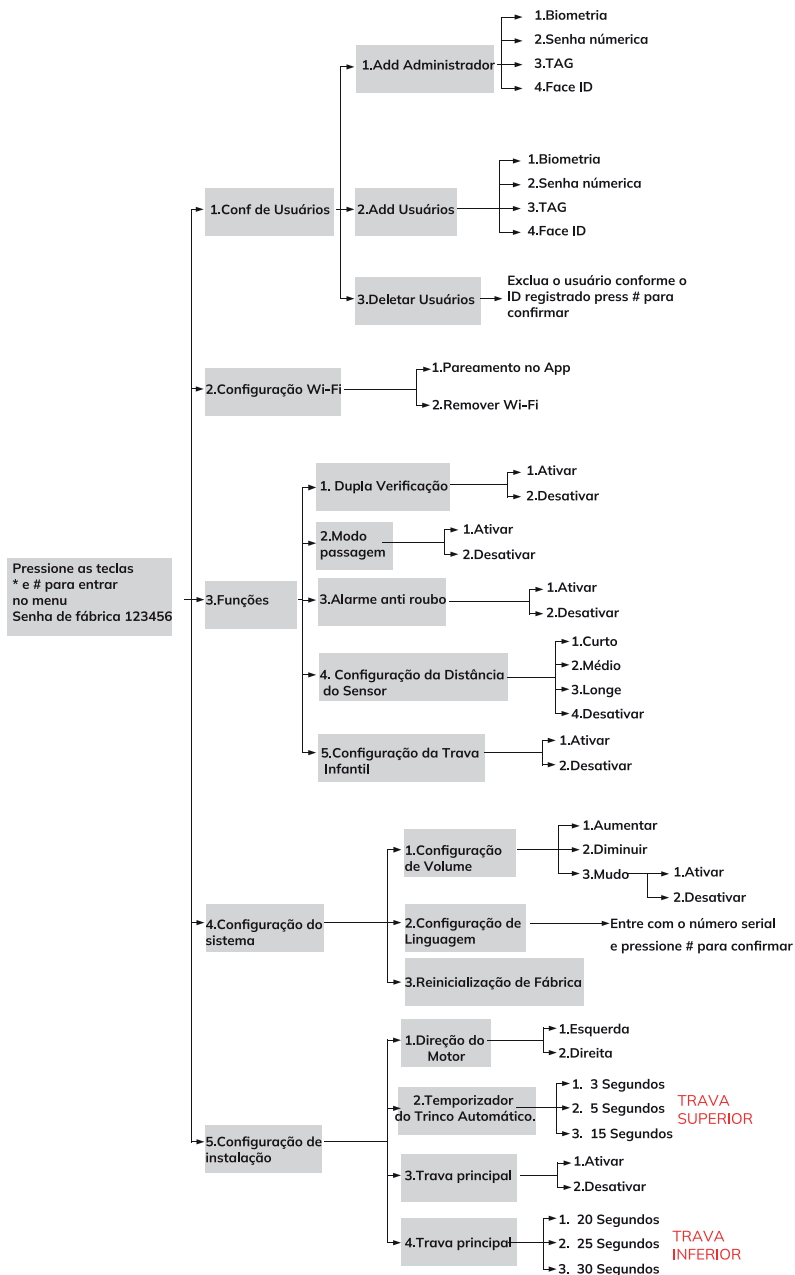 Pressione as teclas
* e # para entrar
no menu
Senha de fábrica 123456
1.Conf de Usuários
1.Add Administrador
1.Biometria
2.Senha númerica
3.TAG
4.Face ID
2.Add Usuários
1.Biometria
2.Senha númerica
3.TAG
4.Face ID
3.Deletar Usuários
Exclua o usuário conforme o
ID registrado press # para
confirmar
2.Configuração Wi-Fi
1.Pareamento no App
2.Remover Wi-Fi
3.Funções
1. Dupla Verificação
1.Ativar
2.Desativar
2.Modo
passagem
1.Ativar
2.Desativar
3.Alarme anti roubo
1.Ativar
2.Desativar
4. Configuração da Distância
do Sensor
1.Curto
2.Médio
3.Longe
4.Desativar
5.Configuração da Trava
Infantil
1.Ativar
2.Desativar
4.Configuração do
sistema
1.Configuração
de Volume
1.Aumentar
2.Diminuir
3.Mudo
1.Ativar
2.Desativar
2.Configuração de
Linguagem
Entre com o número serial
e pressione # para confirmar
3.Reinicialização de Fábrica
5.Configuração de
instalação
1.Direção do
Motor
1.Esquerda
2.Direita
2.Temporizador
do Trinco Automático.
1. 3 Segundos
2. 5 Segundos
3. 15 Segundos
TRAVA
SUPERIOR
3.Trava principal
1.Ativar
2.Desativar
4.Trava principal
1. 20 Segundos
2. 25 Segundos
3. 30 Segundos
TRAVA
INFERIOR